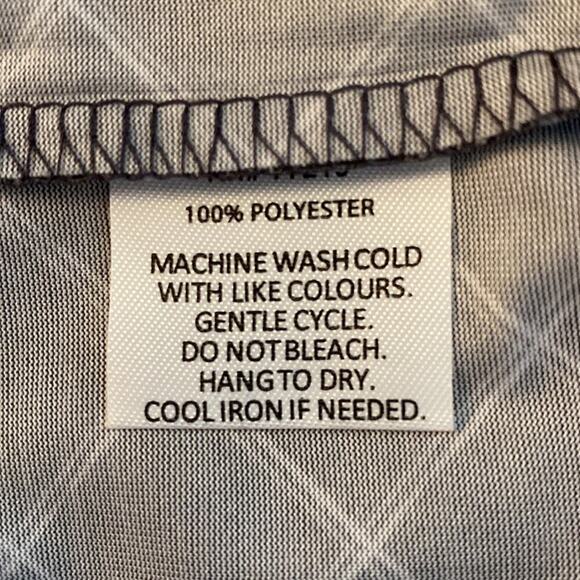 100% POLYESTER
MACHINE WASH COLD
WITH LIKE COLOURS.
GENTLE CYCLE.
DO NOT BLEACH.
HANG TO DRY.
COOL IRON IF NEEDED.